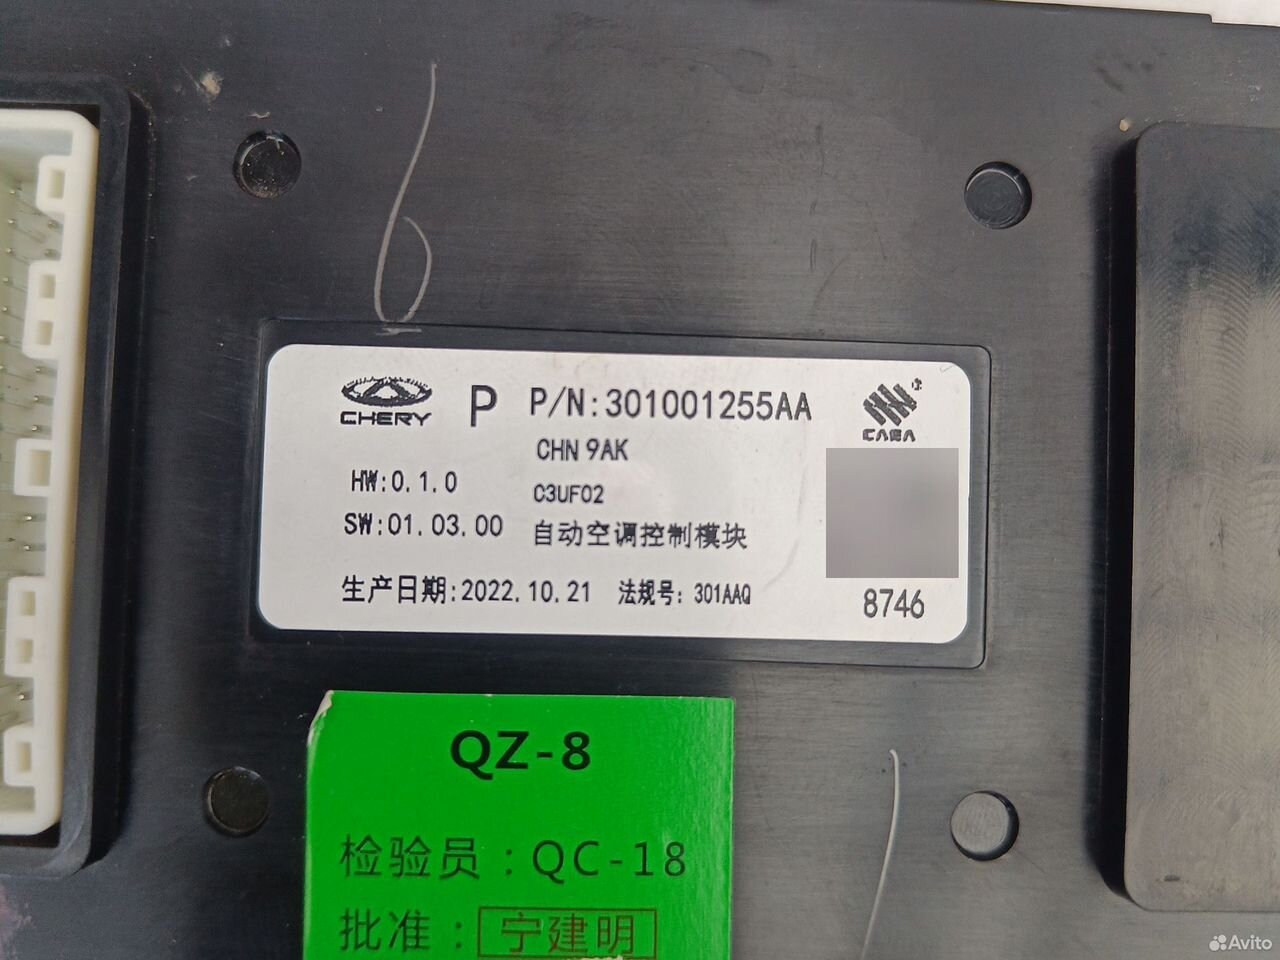 6
CHERY P P/N:301001255AA
CHN 9AK
HW:0.1.0 C3UF02
SW:01.03.00 自动空调控制模块
生产日期:2022.10.21 法规号: 301AAQ
8746
QZ-8
检验员:QC-18
批准:宁建明
Avito